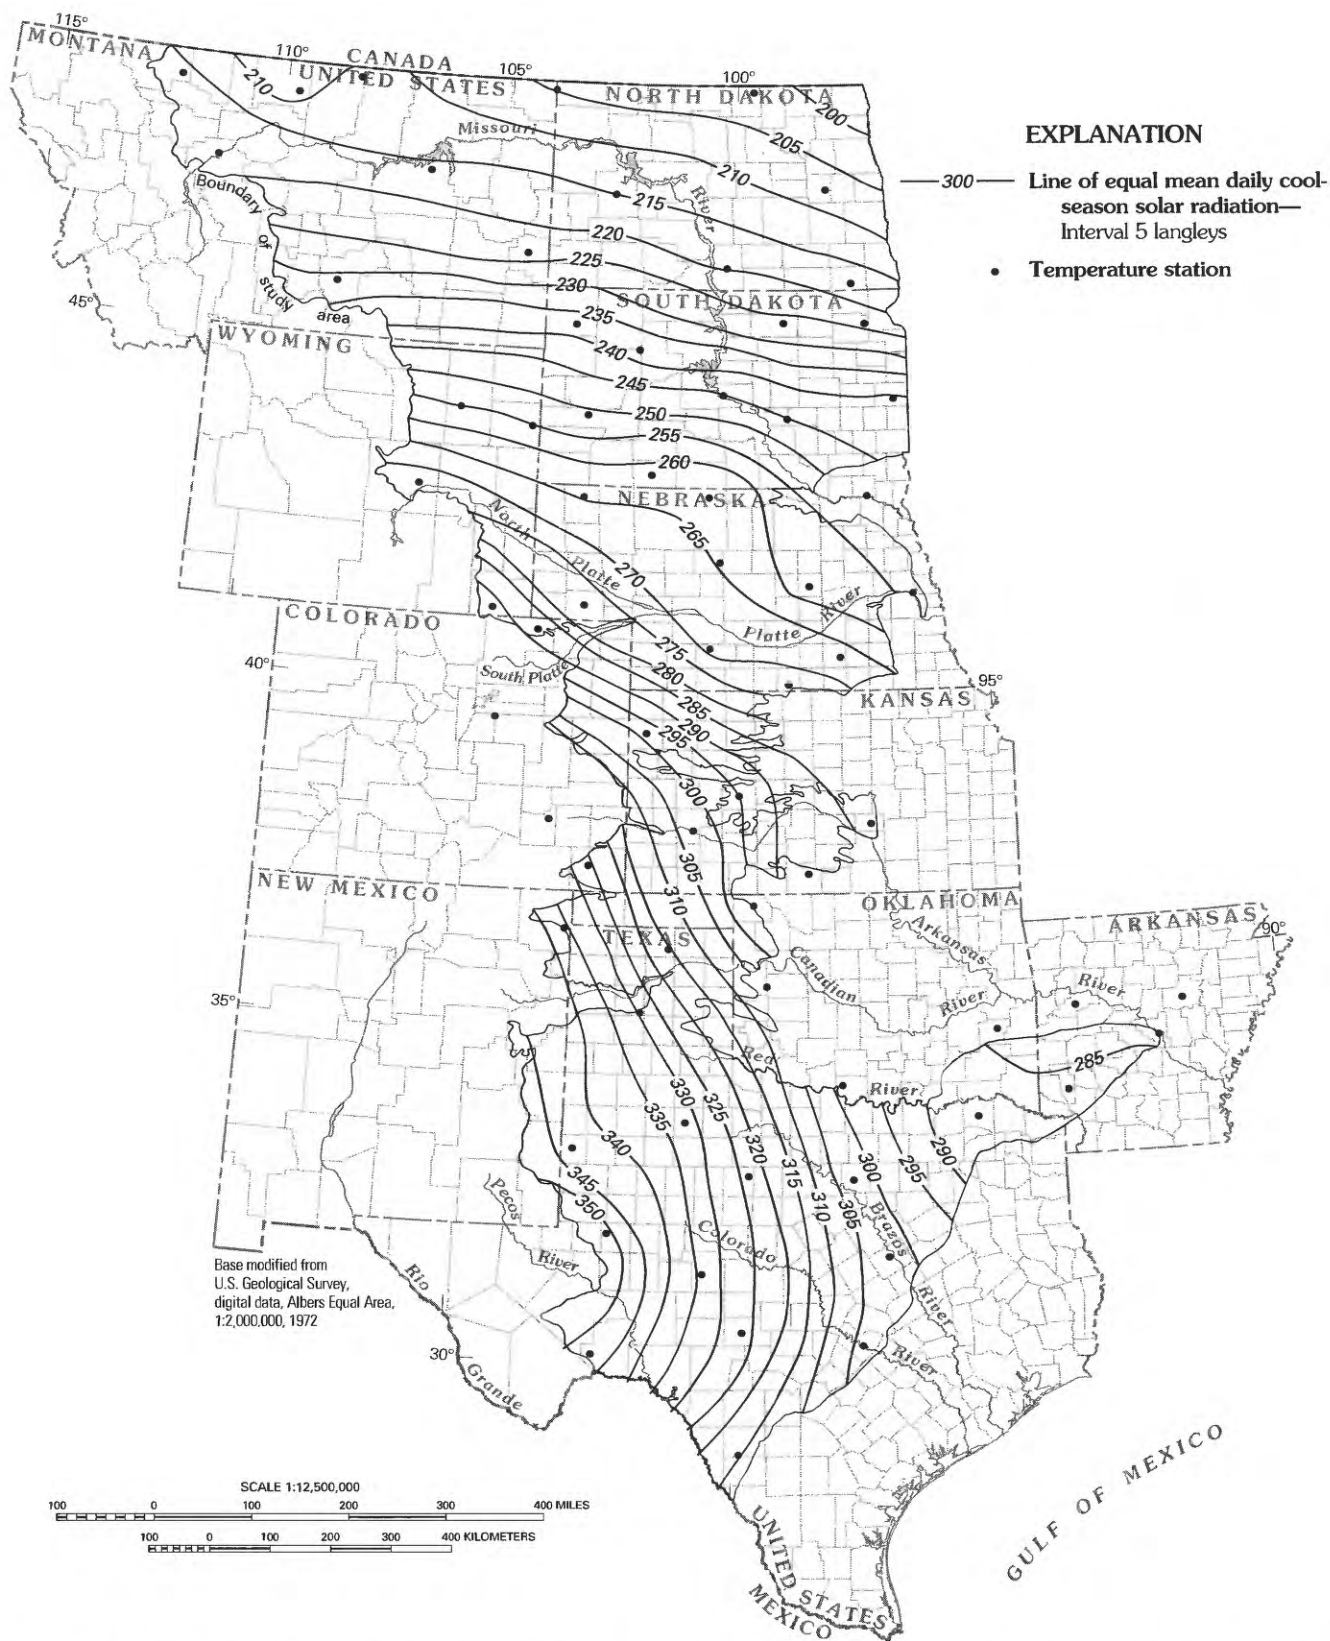 115°
MONTANA
110°
CANADA
UNITED STATES
105°
100°
NORTH DAKOTA
210
200
205
Missouri
210
River
215
220
225
230
235
240
245
250
255
260
Boundary
of
study
area
45°
SOUTH DAKOTA
WYOMING
NEBRASKA
North
Platte
265
270
River
Platte
COLORADO
275
40°
South Platte
280
285
290
295
95°
KANSAS
300
305
310
NEW MEXICO
OKLAHOMA
ARKANSAS
90°
TEXAS
Arkansas
River
Canadian
River
35°
Red
River
285
330
325
335
320
340
315
300
295
290
345
350
310
305
Pecos
River
Colorado
Brazos
River
River
Rio
Grande
30°
Base modified from
U.S. Geological Survey,
digital data, Albers Equal Area,
1:2,000,000, 1972
EXPLANATION
300 Line of equal mean daily cool-
season solar radiation—
Interval 5 langleys
Temperature station
SCALE 1:12,500,000
100 0 100 200 300 400 MILES
100 0 100 200 300 400 KILOMETERS
GULF OF MEXICO
UNITED STATES
MEXICO